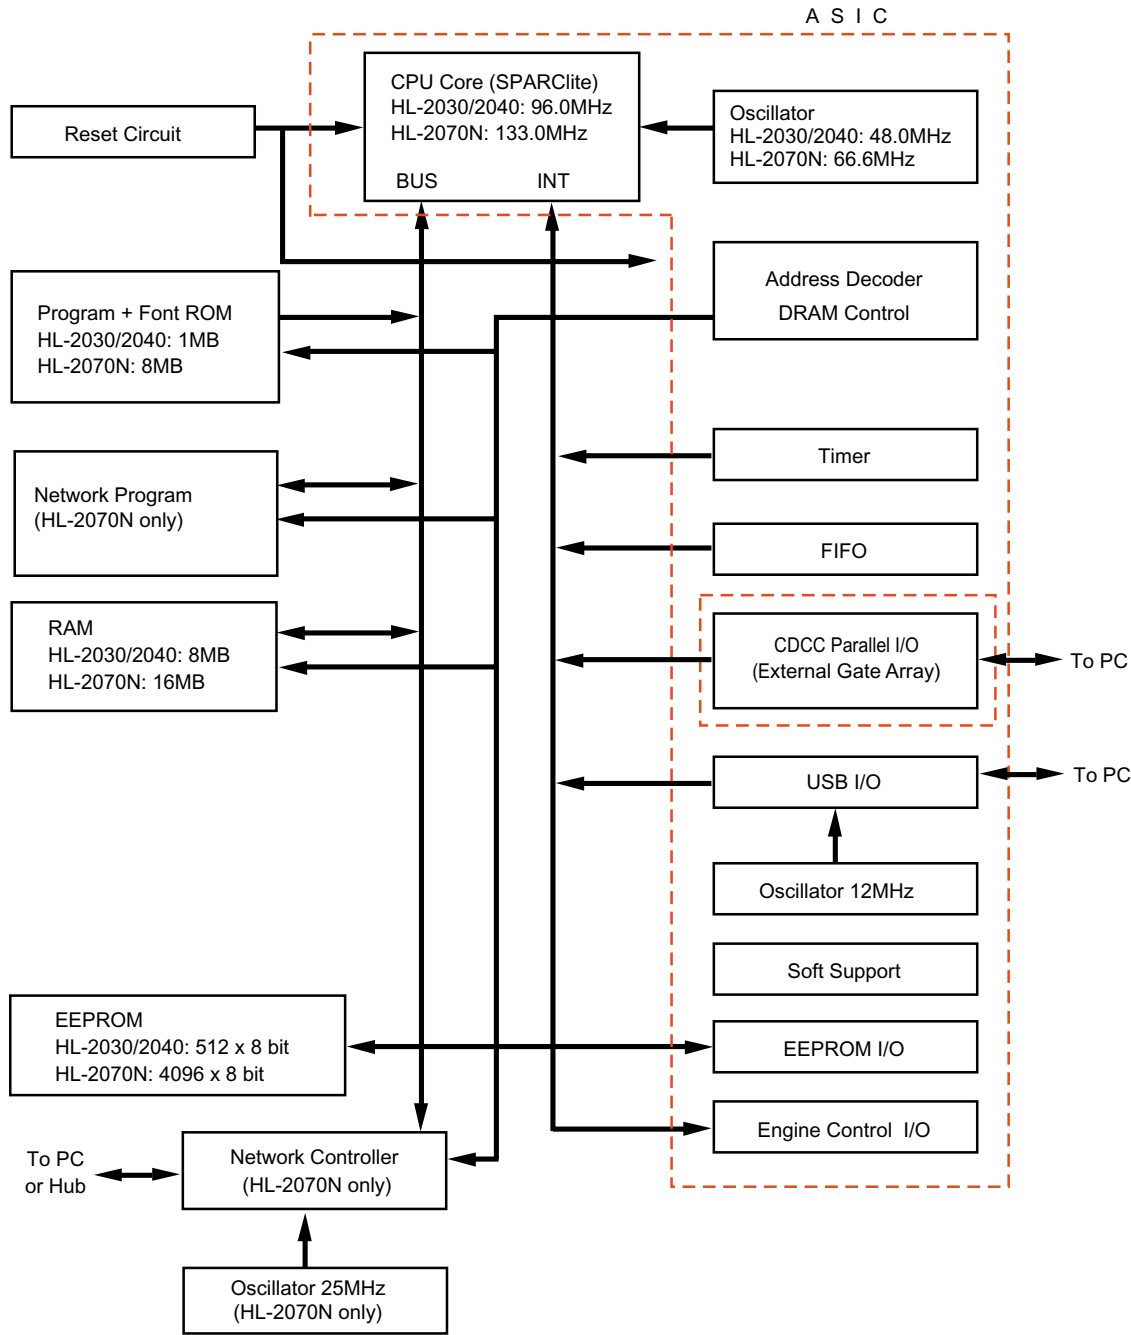 A S I C
CPU Core (SPARClite)
HL-2030/2040: 96.0MHz
HL-2070N: 133.0MHz
BUS
INT
Reset Circuit
Oscillator
HL-2030/2040: 48.0MHz
HL-2070N: 66.6MHz
Address Decoder
DRAM Control
Program + Font ROM
HL-2030/2040: 1MB
HL-2070N: 8MB
Timer
Network Program
(HL-2070N only)
FIFO
RAM
HL-2030/2040: 8MB
HL-2070N: 16MB
CDCC Parallel I/O
(External Gate Array)
To PC
USB I/O
To PC
Oscillator 12MHz
Soft Support
EEPROM
HL-2030/2040: 512 x 8 bit
HL-2070N: 4096 x 8 bit
EEPROM I/O
Engine Control I/O
To PC
or Hub
Network Controller
(HL-2070N only)
Oscillator 25MHz
(HL-2070N only)